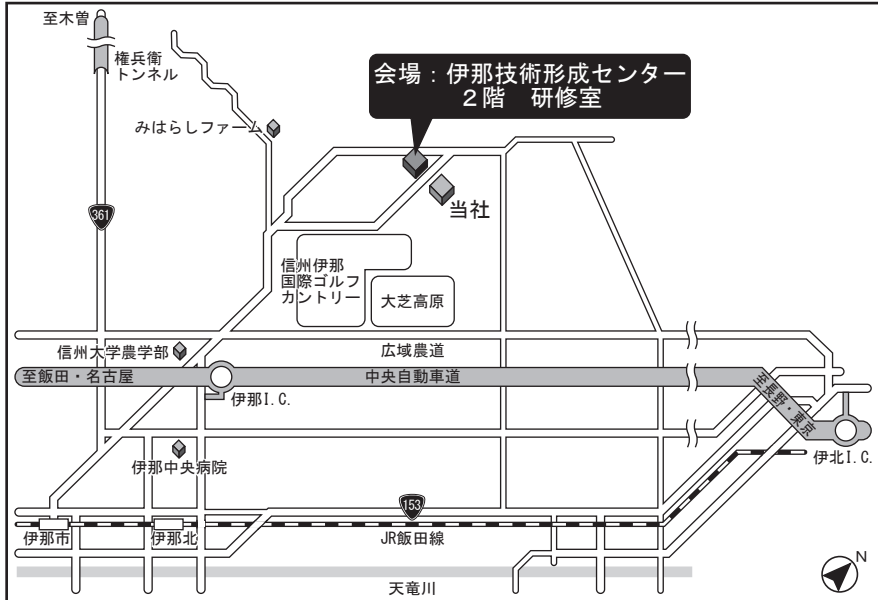 至木曽
権兵衛
トンネル
会場：伊那技術形成センター
２階　研修室
みはらしファーム
361
当社
信州伊那
国際ゴルフ
カントリー
大芝高原
信州大学農学部
広域農道
至飯田・名古屋
中央自動車道
至長野・東京
伊那I.C.
伊北I.C.
伊那中央病院
153
伊那市
伊那北
JR飯田線
天竜川
N